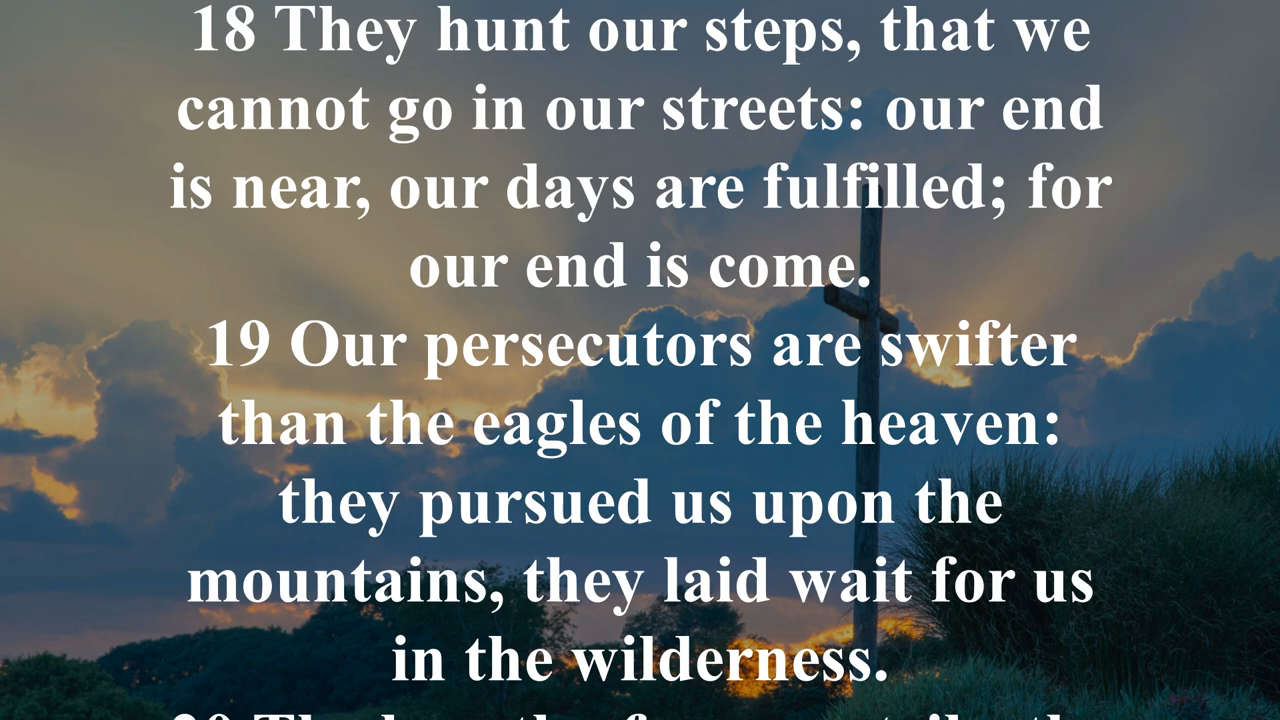 18 They hunt our steps, that we
cannot go in our streets: our end
is near, our days are fulfilled; for
our end is come.
19 Our persecutors are swifter
than the eagles of the heaven:
they pursued us upon the
mountains, they laid wait for us
in the wilderness.